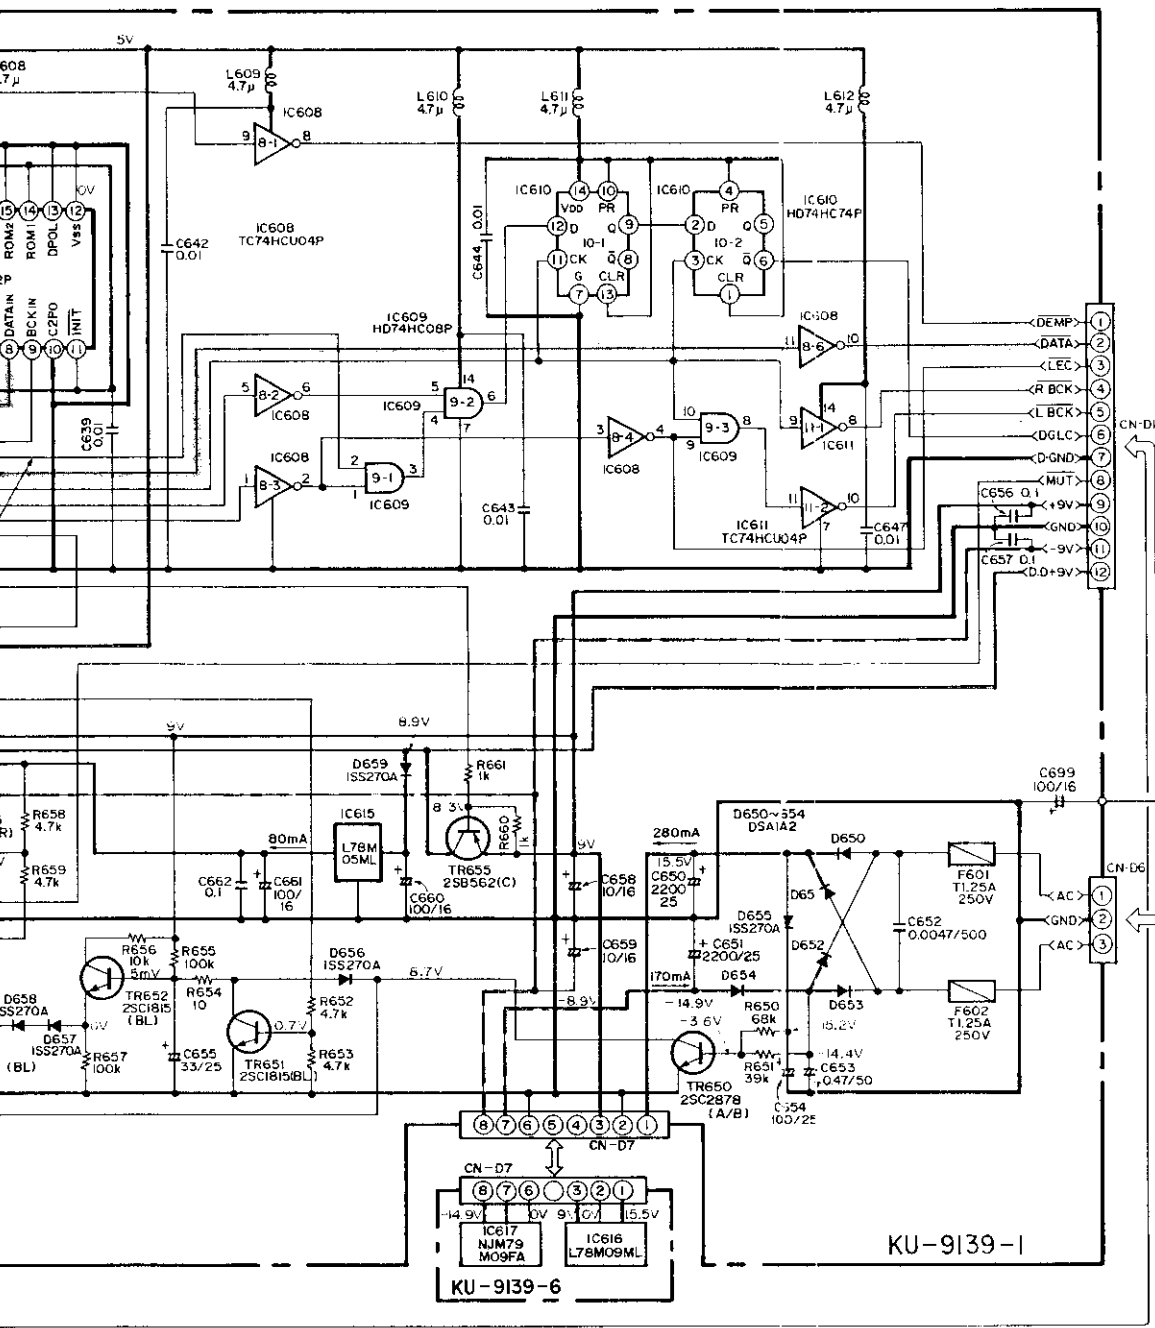 5V
608
.7μ
L609
4.7μ
IC608
9
8-1
8
L610
4.7μ
L611
4.7μ
L612
4.7μ
0V
15
14
13
12
ROM2
ROM1
DPOL
Vss
2P
DATAIN
BCKIN
C2PO
INIT
8
9
10
11
C642
0.01
IC608
TC74HCU04P
C644 0.01
IC610
14
10
VDD
PR
12
D
Q
9
10-1
11
CK
Q
8
G
CLR
7
13
IC610
4
PR
2
D
Q
5
10-2
3
CK
Q
6
CLR
1
IC610
HD74HC74P
IC609
HD74HC08P
C639
0.01
5
8-2
6
IC608
IC609
5
4
14
9-2
6
7
IC608
1
8-3
2
2
1
9-1
3
IC609
C643
0.01
3
8-4
4
IC608
10
9
9-3
8
IC609
IC608
11
8-6
10
14
9
11-1
8
IC611
11
11-2
10
7
IC611
TC74HCU04P
C647
0.01
<DEMP> 1
<DATA> 2
<LEC> 3
<R BCK> 4
<L BCK> 5
<DGLC> 6
<D·GND> 7
<MUT> 8
<+9V> 9
<GND> 10
<-9V> 11
<D.D+9V> 12
CN-D1
C656 0.1
C657 0.1
9V
8.9V
D659
ISS270A
R661
1k
8.3V
R660
1k
IC615
L78M
05ML
80mA
TR655
2SB562(C)
R658
4.7k
R659
4.7k
R)
V
C662
0.1
C661
100/
16
C660
100/16
9V
C658
10/16
C659
10/16
280mA
15.5V
C650
2200
25
C651
2200/25
170mA
-14.9V
D654
D650~654
DSA1A2
D650
D65
D655
ISS270A
D652
D653
C652
0.0047/500
F601
T1.25A
250V
F602
T1.25A
250V
C699
100/16
CN-D6
<AC> 1
<GND> 2
<AC> 3
R656
10k
5mV
R655
100k
R654
10
TR652
2SC1815
(BL)
D656
ISS270A
8.7V
-8.9V
R652
4.7k
R653
4.7k
0.7V
TR651
2SC1815(BL)
D658
SS270A
D657
ISS270A
0V
(BL)
R657
100k
C655
33/25
-3.6V
R650
68k
R651
39k
15.2V
-14.4V
C653
0.47/50
C654
100/25
TR650
2SC2878
(A/B)
8 7 6 5 4 3 2 1
CN-D7
CN-D7
8 7 6 3 2 1
-14.9V 0V 9V 0V 15.5V
IC617
NJM79
M09FA
IC616
L78M09ML
KU-9139-6
KU-9139-1